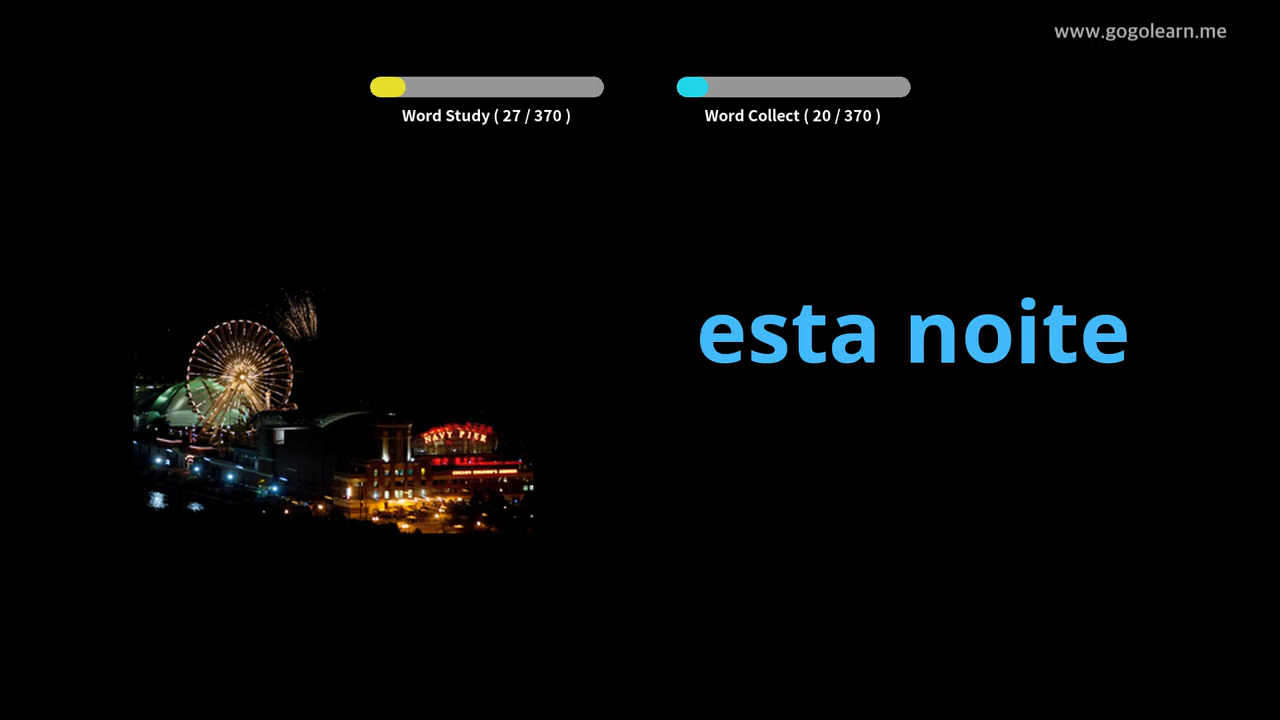 www.gogolearn.me
Word Study ( 27 / 370 )
Word Collect ( 20 / 370 )
esta noite
NAVY PIER